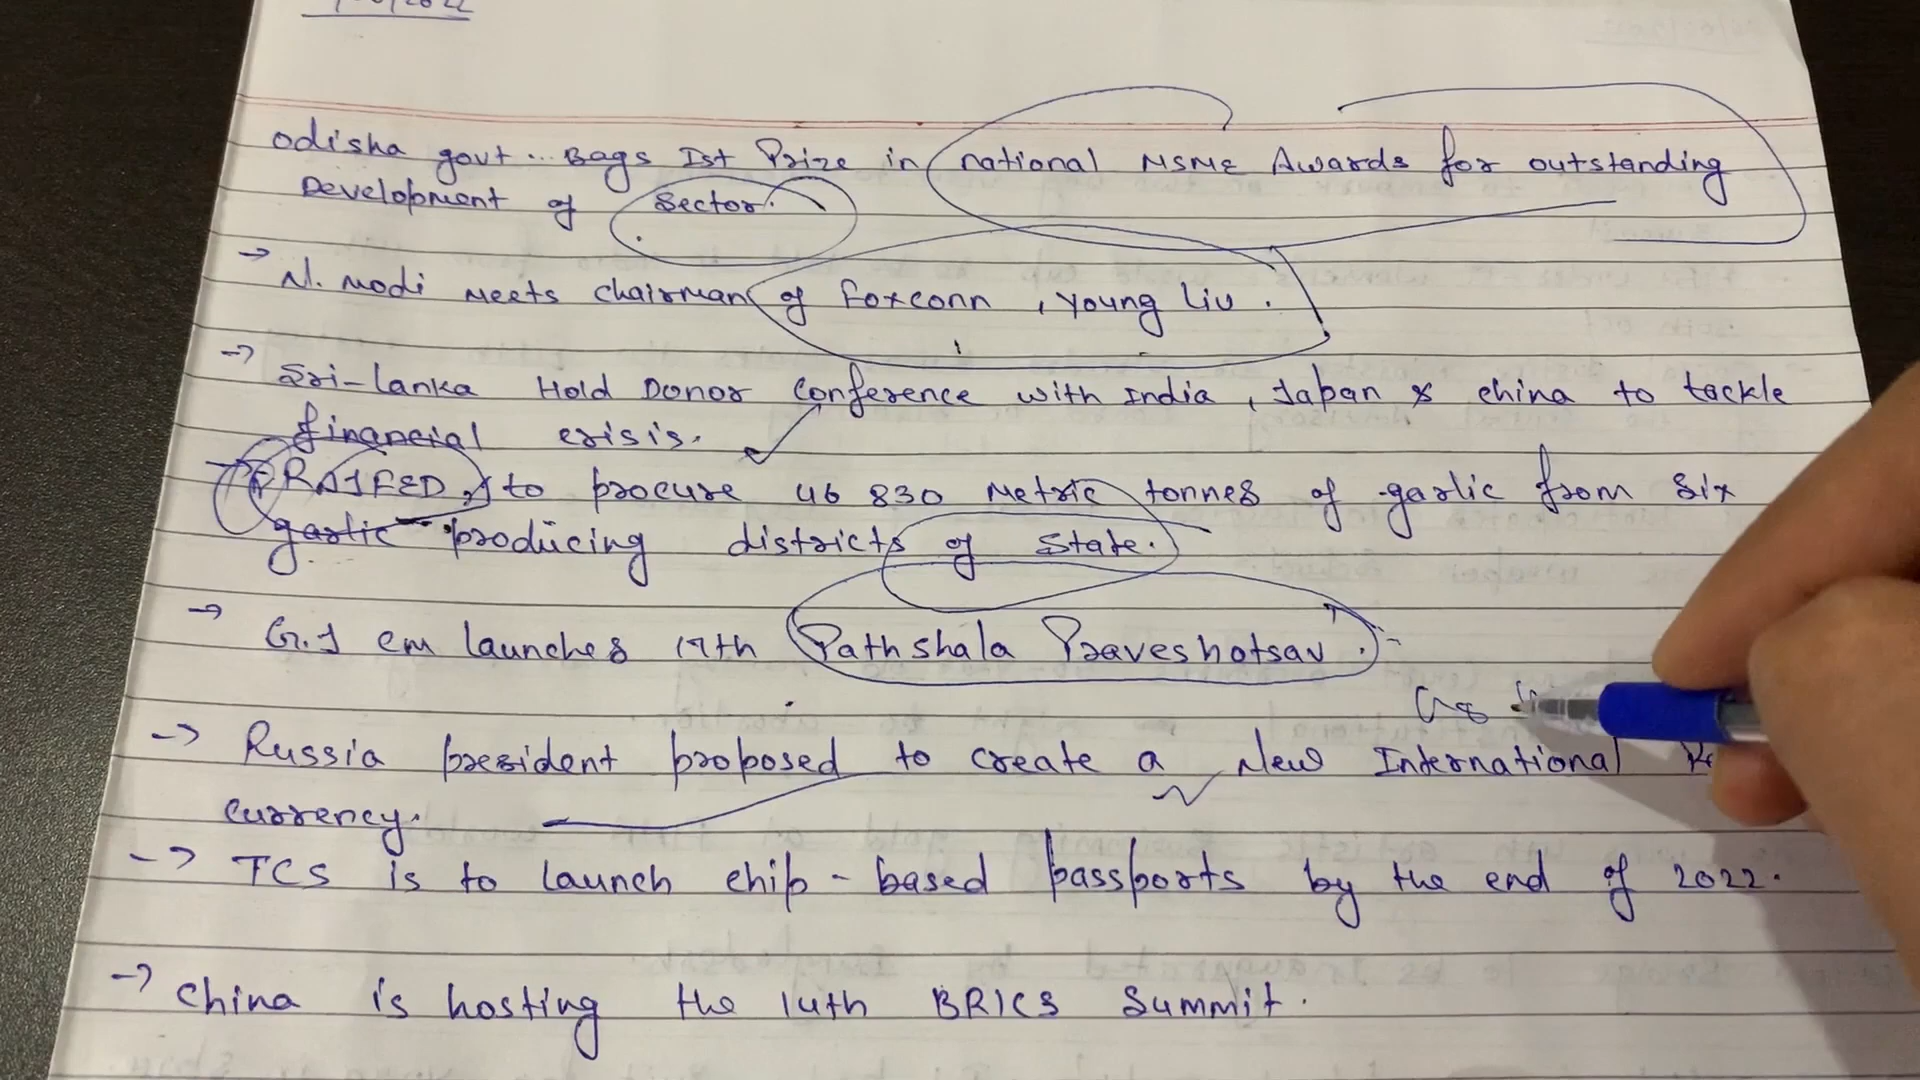 Odisha govt... Bags Ist Prize in national MSME Awards for outstanding
Development of Sector.
→ N. modi meets chairman of Foxconn, Young Liu.
→ Sri-lanka Hold Donor Conference with India, Japan & china to tackle
financial crisis.
→ RAJFED, to procure 46 830 Metric tonnes of garlic from six
garlic producing districts of State.
→ G.J cm launches 17th Pathshala Praveshotsav.
→ Russia president proposed to create a New International
currency.
→ TCS is to launch chip-based passports by the end of 2022.
→ China is hosting the 14th BRICS Summit.